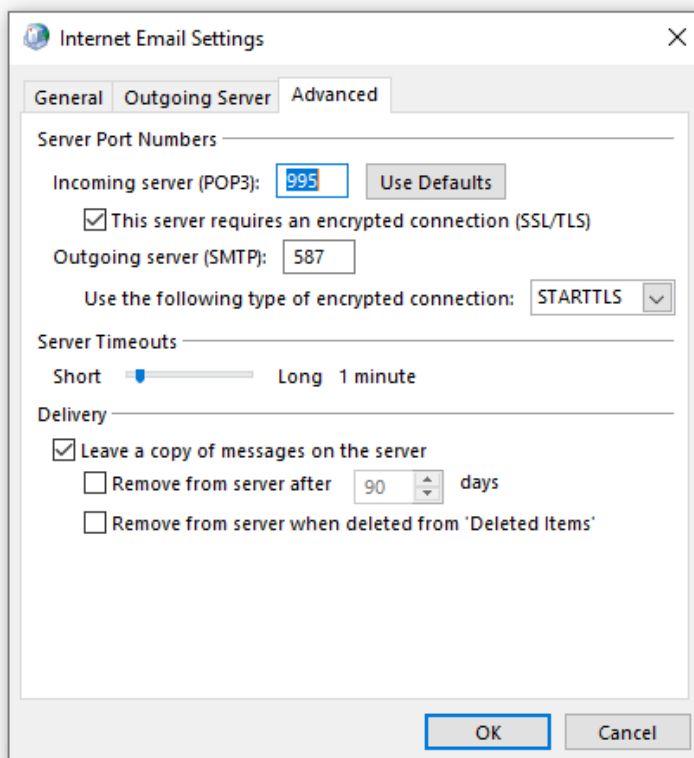 Internet Email Settings
General Outgoing Server Advanced
Server Port Numbers
Incoming server (POP3): 995 Use Defaults
This server requires an encrypted connection (SSL/TLS)
Outgoing server (SMTP): 587
Use the following type of encrypted connection: STARTTLS
Server Timeouts
Short Long 1 minute
Delivery
Leave a copy of messages on the server
Remove from server after 90 days
Remove from server when deleted from 'Deleted Items'
OK Cancel